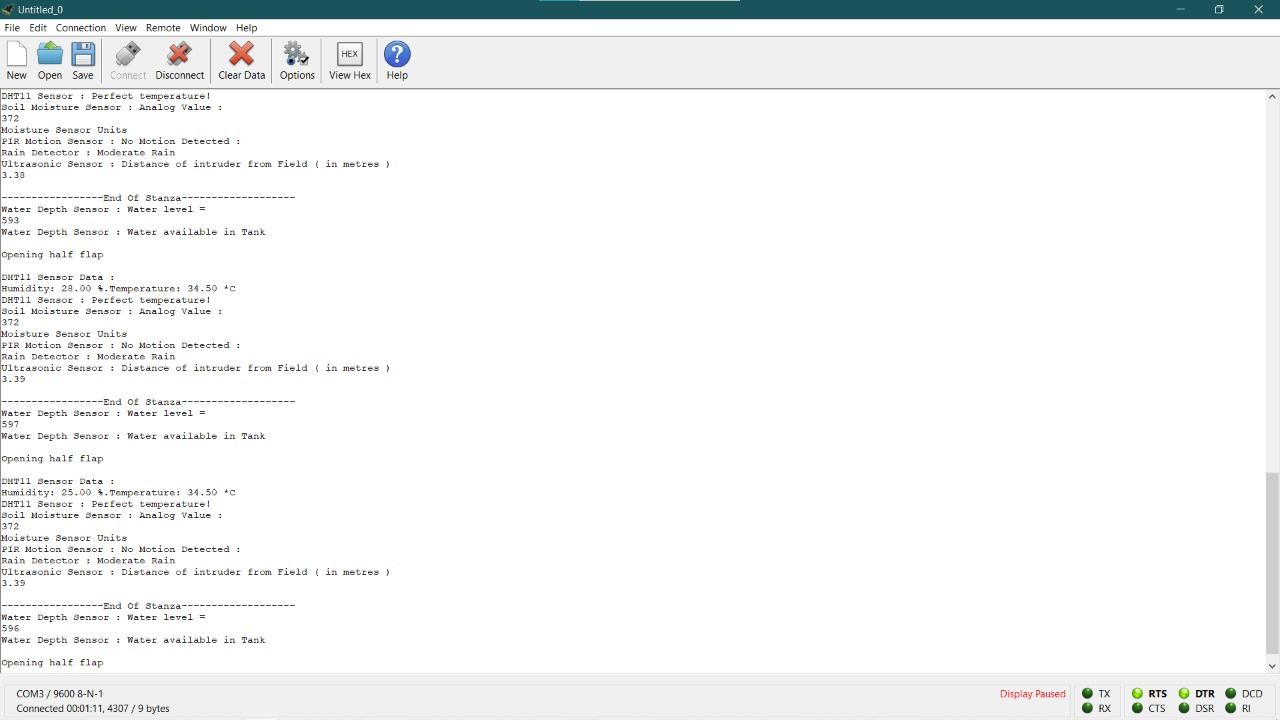 Untitled_0
File Edit Connection View Remote Window Help
HEX ?
New Open Save Connect Disconnect Clear Data Options View Hex Help
DHT11 Sensor : Perfect temperature!
Soil Moisture Sensor : Analog Value :
372
Moisture Sensor Units
PIR Motion Sensor : No Motion Detected :
Rain Detector : Moderate Rain
Ultrasonic Sensor : Distance of intruder from Field ( in metres )
3.38
-----------------End Of Stanza-------------------
Water Depth Sensor : Water level =
593
Water Depth Sensor : Water available in Tank
Opening half flap
DHT11 Sensor Data :
Humidity: 28.00 %.Temperature: 34.50 *C
DHT11 Sensor : Perfect temperature!
Soil Moisture Sensor : Analog Value :
372
Moisture Sensor Units
PIR Motion Sensor : No Motion Detected :
Rain Detector : Moderate Rain
Ultrasonic Sensor : Distance of intruder from Field ( in metres )
3.39
-----------------End Of Stanza-------------------
Water Depth Sensor : Water level =
597
Water Depth Sensor : Water available in Tank
Opening half flap
DHT11 Sensor Data :
Humidity: 25.00 %.Temperature: 34.50 *C
DHT11 Sensor : Perfect temperature!
Soil Moisture Sensor : Analog Value :
372
Moisture Sensor Units
PIR Motion Sensor : No Motion Detected :
Rain Detector : Moderate Rain
Ultrasonic Sensor : Distance of intruder from Field ( in metres )
3.39
-----------------End Of Stanza-------------------
Water Depth Sensor : Water level =
596
Water Depth Sensor : Water available in Tank
Opening half flap
COM3 / 9600 8-N-1 Display Paused TX RTS DTR DCD
Connected 00:01:11, 4307 / 9 bytes RX CTS DSR RI